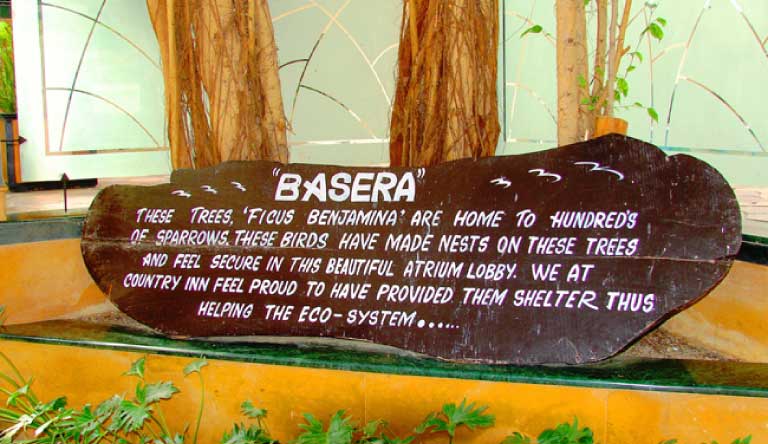 "BASERA"
THESE TREES, 'FICUS BENJAMINA' ARE HOME TO HUNDRED'S
OF SPARROWS. THESE BIRDS HAVE MADE NESTS ON THESE TREES
AND FEEL SECURE IN THIS BEAUTIFUL ATRIUM LOBBY. WE AT
COUNTRY INN FEEL PROUD TO HAVE PROVIDED THEM SHELTER THUS
HELPING THE ECO-SYSTEM......